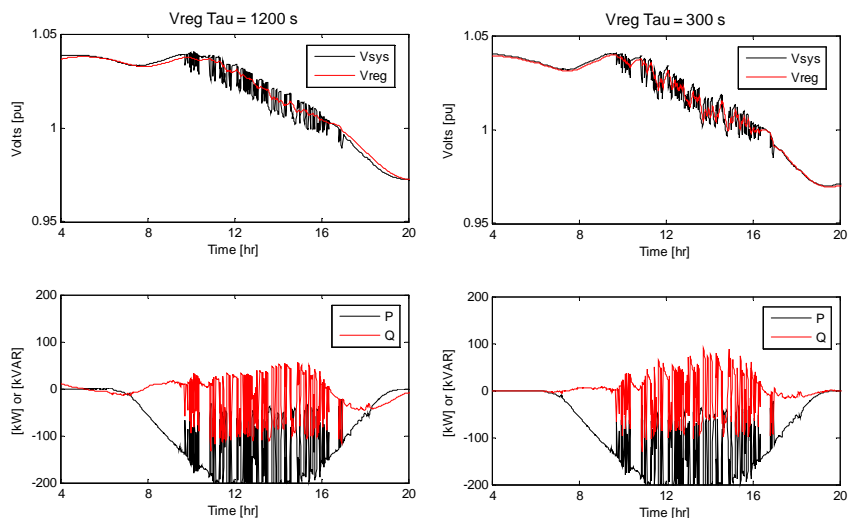 Vreg Tau = 1200 s
1.05
1
0.95
Volts [pu]
Vsys
Vreg
4 8 12 16 20
Time [hr]
Vreg Tau = 300 s
1.05
1
0.95
Volts [pu]
Vsys
Vreg
4 8 12 16 20
Time [hr]
200
100
0
-100
-200
[kW] or [kVAR]
P
Q
4 8 12 16 20
Time [hr]
200
100
0
-100
-200
[kW] or [kVAR]
P
Q
4 8 12 16 20
Time [hr]